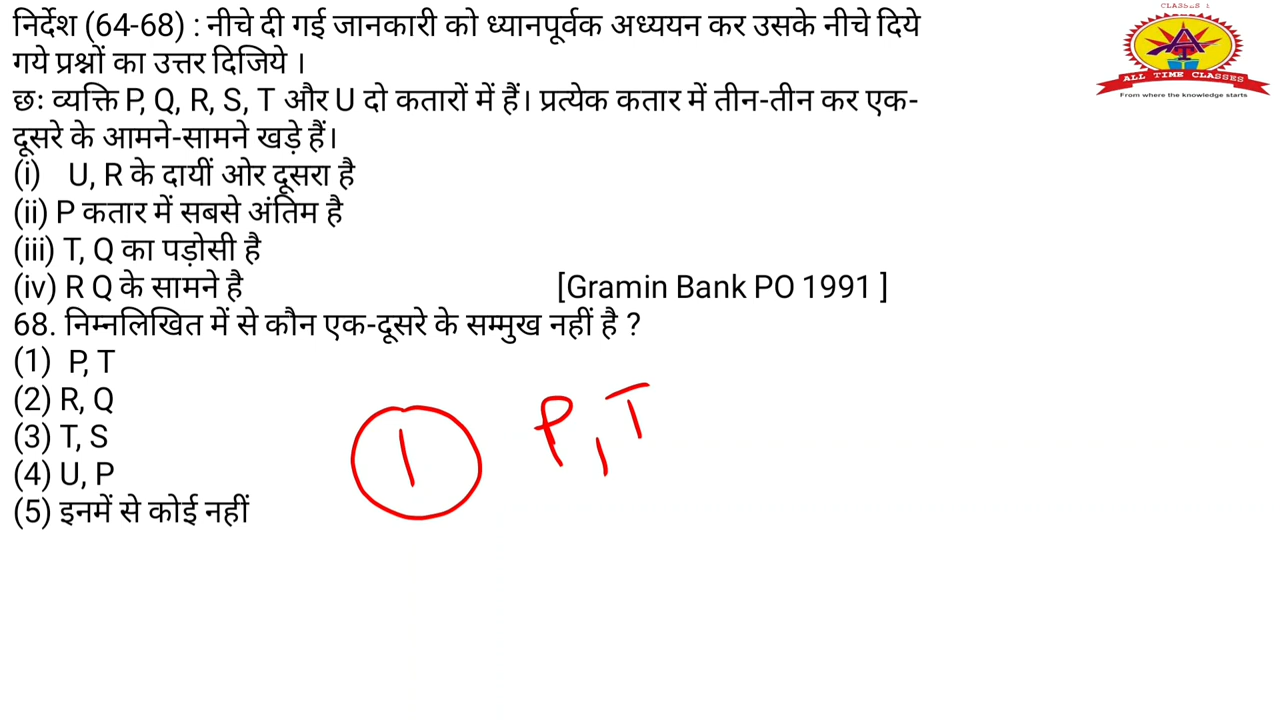 निर्देश (64-68) : नीचे दी गई जानकारी को ध्यानपूर्वक अध्ययन कर उसके नीचे दिये
गये प्रश्नों का उत्तर दिजिये ।
छः व्यक्ति P, Q, R, S, T और U दो कतारों में हैं। प्रत्येक कतार में तीन-तीन कर एक-
दूसरे के आमने-सामने खड़े हैं।
(i) U, R के दायीं ओर दूसरा है
(ii) P कतार में सबसे अंतिम है
(iii) T, Q का पड़ोसी है
(iv) R Q के सामने है [Gramin Bank PO 1991 ]
68. निम्नलिखित में से कौन एक-दूसरे के सम्मुख नहीं है ?
(1) P, T
(2) R, Q
(3) T, S
(4) U, P
(5) इनमें से कोई नहीं
1 P, T
CLASSES 1
AT
ALL TIME CLASSES
From where the knowledge starts